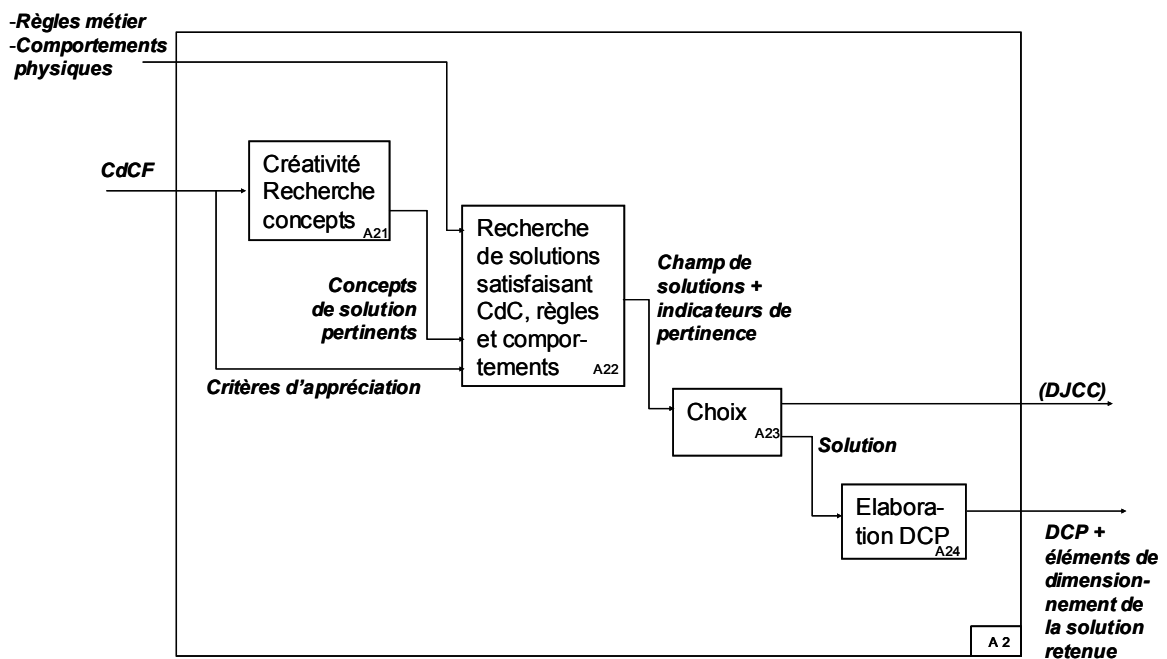 -Règles métier
-Comportements
physiques
CdCF
Créativité
Recherche
concepts
A21
Concepts
de solution
pertinents
Critères d'appréciation
Recherche
de solutions
satisfaisant
CdC, règles
et compor-
tements
A22
Champ de
solutions +
indicateurs de
pertinence
Choix
A23
(DJCC)
Solution
Elabora-
tion DCP
A24
DCP +
éléments de
dimension-
nement de
la solution
retenue
A 2